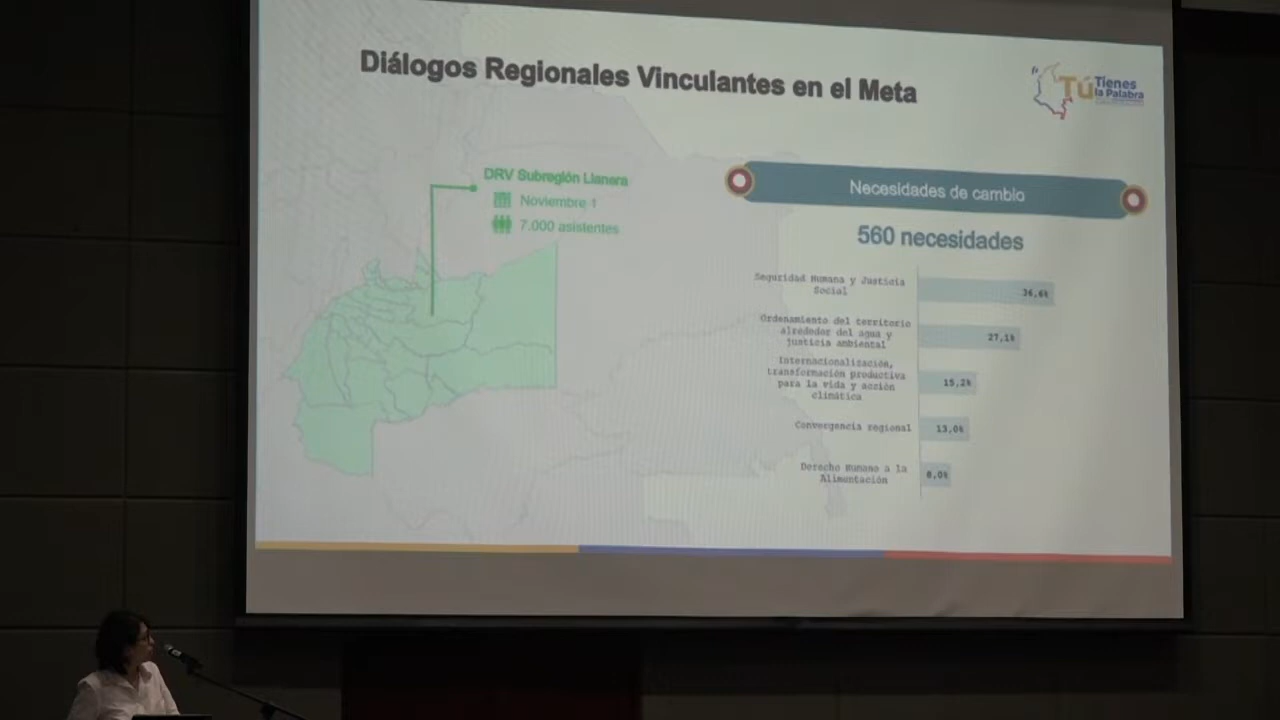 Diálogos Regionales Vinculantes en el Meta
Tú
Tienes
la Palabra
DRV Subregión Llanera
Noviembre 1
7.000 asistentes
Necesidades de cambio
560 necesidades
Seguridad Humana y Justicia
Social
36,6%
Ordenamiento del territorio
alrededor del agua y
justicia ambiental
27,1%
Internacionalización,
transformación productiva
para la vida y acción
climática
15,2%
Convergencia regional
13,0%
Derecho Humano a la
Alimentación
8,0%